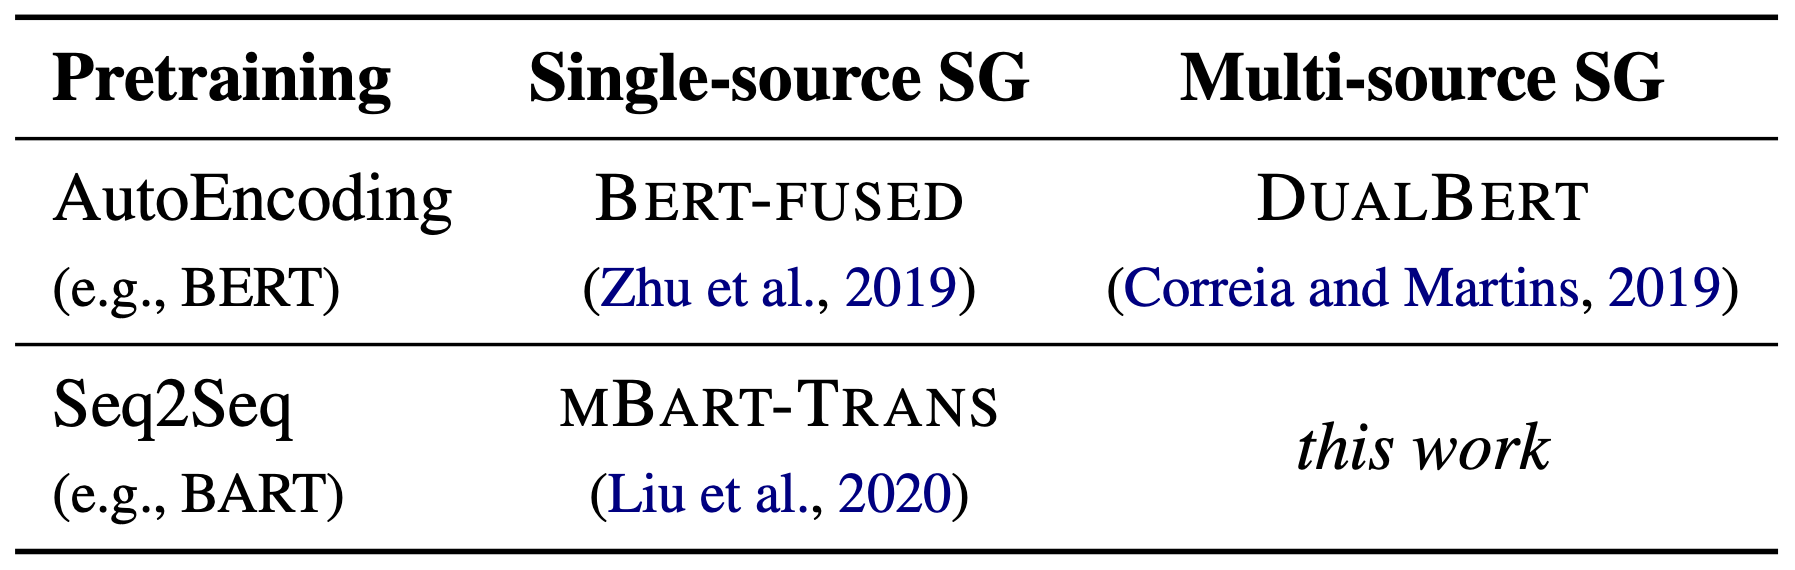 Pretraining Single-source SG Multi-source SG
AutoEncoding BERT-FUSED DUALBERT
(e.g., BERT) (Zhu et al., 2019) (Correia and Martins, 2019)
Seq2Seq MBART-TRANS
this work
(e.g., BART) (Liu et al., 2020)